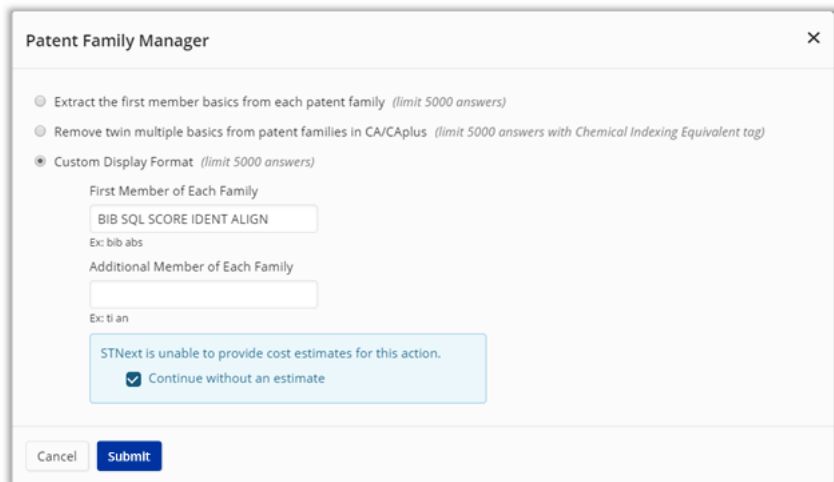 Patent Family Manager
Extract the first member basics from each patent family (limit 5000 answers)
Remove twin multiple basics from patent families in CA/CAplus (limit 5000 answers with Chemical Indexing Equivalent tag)
Custom Display Format (limit 5000 answers)
First Member of Each Family
BIB SQL SCORE IDENT ALIGN
Ex: bib abs
Additional Member of Each Family
Ex: ti an
STNext is unable to provide cost estimates for this action.
Continue without an estimate
Cancel Submit